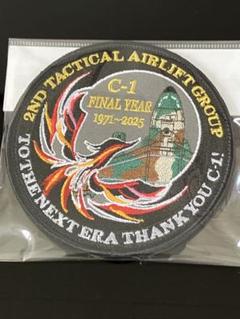 2ND TACTICAL AIRLIFT GROUP
C-1
FINAL YEAR
1971~2025
TO THE NEXT ERA THANK YOU C-1!